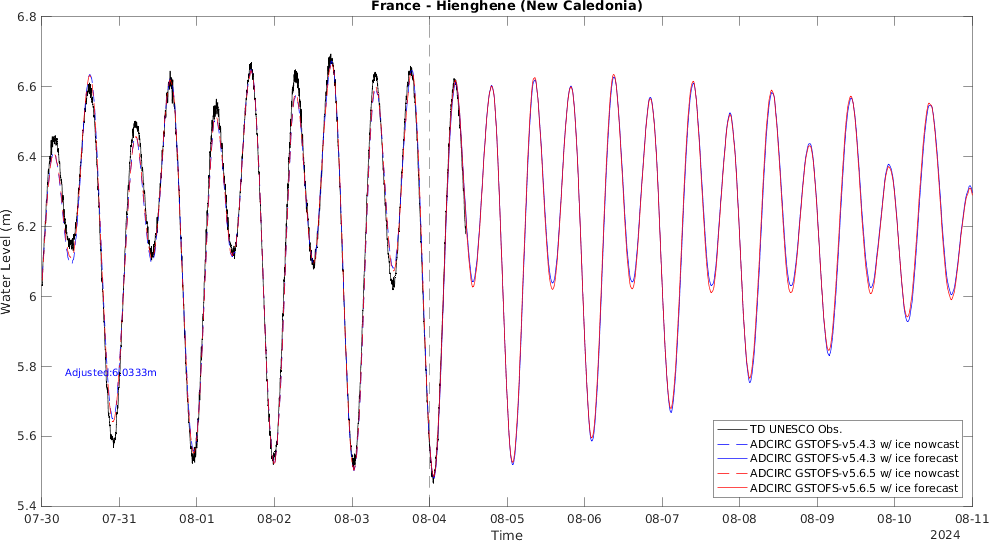 France - Hienghene (New Caledonia)
6.8
6.6
6.4
6.2
6
5.8
5.6
5.4
Water Level (m)
Adjusted:6.0333m
TD UNESCO Obs.
ADCIRC GSTOFS-v5.4.3 w/ ice nowcast
ADCIRC GSTOFS-v5.4.3 w/ ice forecast
ADCIRC GSTOFS-v5.6.5 w/ ice nowcast
ADCIRC GSTOFS-v5.6.5 w/ ice forecast
07-30 07-31 08-01 08-02 08-03 08-04 08-05 08-06 08-07 08-08 08-09 08-10 08-11
Time
2024